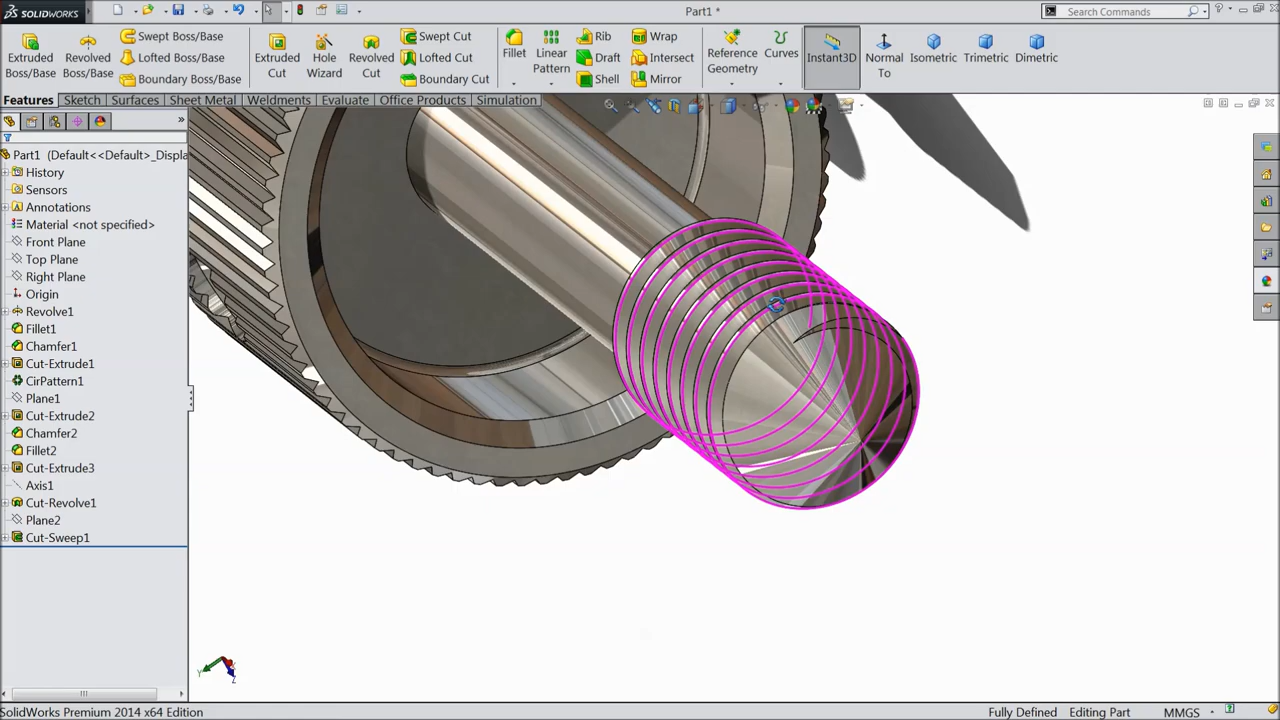 SOLIDWORKS
Part1 *
Search Commands
Extruded Boss/Base
Revolved Boss/Base
Swept Boss/Base
Lofted Boss/Base
Boundary Boss/Base
Extruded Cut
Hole Wizard
Revolved Cut
Swept Cut
Lofted Cut
Boundary Cut
Fillet
Linear Pattern
Rib
Draft
Shell
Wrap
Intersect
Mirror
Reference Geometry
Curves
Instant3D
Normal To
Isometric
Trimetric
Dimetric
Features
Sketch
Surfaces
Sheet Metal
Weldments
Evaluate
Office Products
Simulation
Part1 (Default<<Default>_Displa
History
Sensors
Annotations
Material <not specified>
Front Plane
Top Plane
Right Plane
Origin
Revolve1
Fillet1
Chamfer1
Cut-Extrude1
CirPattern1
Plane1
Cut-Extrude2
Chamfer2
Fillet2
Cut-Extrude3
Axis1
Cut-Revolve1
Plane2
Cut-Sweep1
Y
Z
SolidWorks Premium 2014 x64 Edition
Fully Defined
Editing Part
MMGS